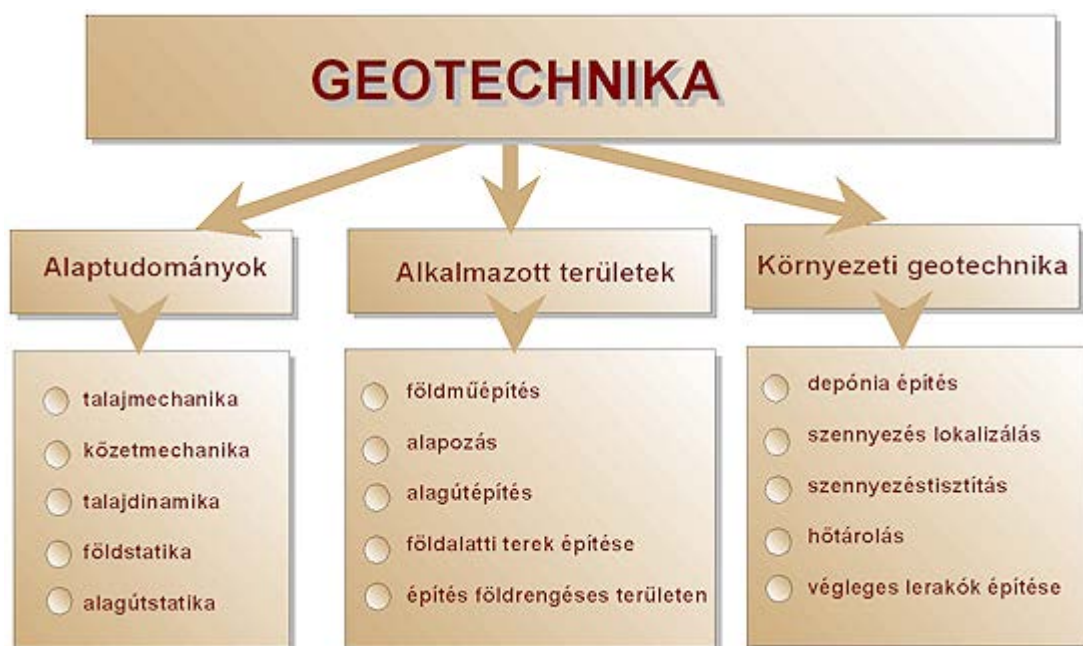 GEOTECHNIKA
Alaptudományok
talajmechanika
kőzetmechanika
talajdinamika
földstatika
alagútstatika
Alkalmazott területek
földműépítés
alapozás
alagútépítés
földalatti terek építése
építés földrengéses területen
Környezeti geotechnika
depónia építés
szennyezés lokalizálás
szennyezéstisztítás
hőtárolás
végleges lerakók építése